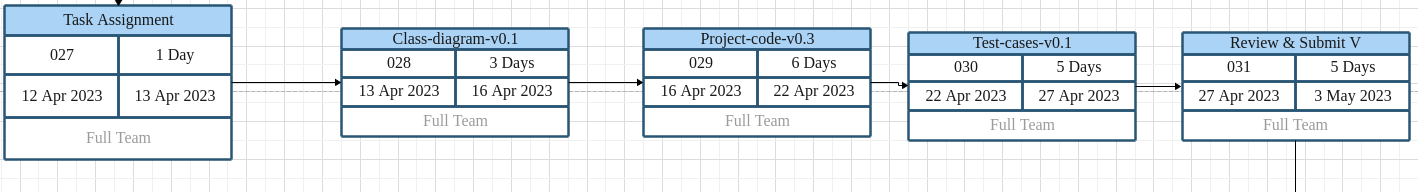 Task Assignment
027 1 Day
12 Apr 2023 13 Apr 2023
Full Team
Class-diagram-v0.1
028 3 Days
13 Apr 2023 16 Apr 2023
Full Team
Project-code-v0.3
029 6 Days
16 Apr 2023 22 Apr 2023
Full Team
Test-cases-v0.1
030 5 Days
22 Apr 2023 27 Apr 2023
Full Team
Review & Submit V
031 5 Days
27 Apr 2023 3 May 2023
Full Team